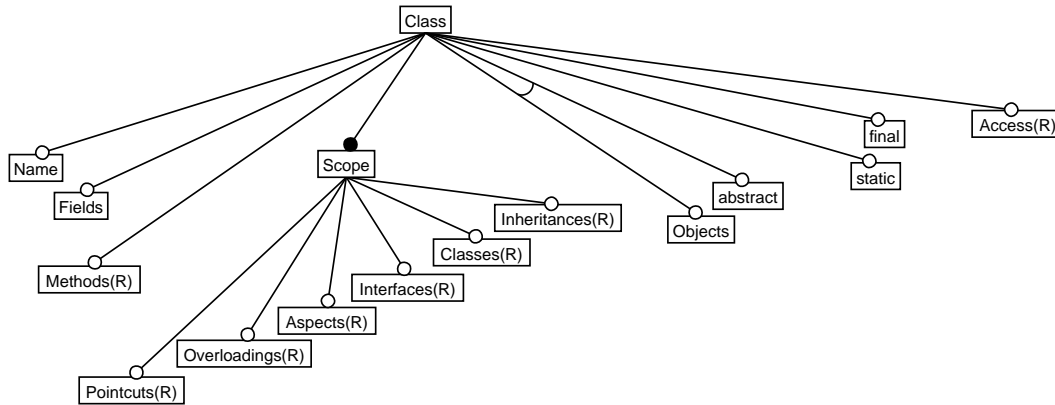 Class
Access(R)
final
Name
Scope
static
abstract
Fields
Inheritances(R)
Objects
Classes(R)
Methods(R)
Interfaces(R)
Aspects(R)
Overloadings(R)
Pointcuts(R)